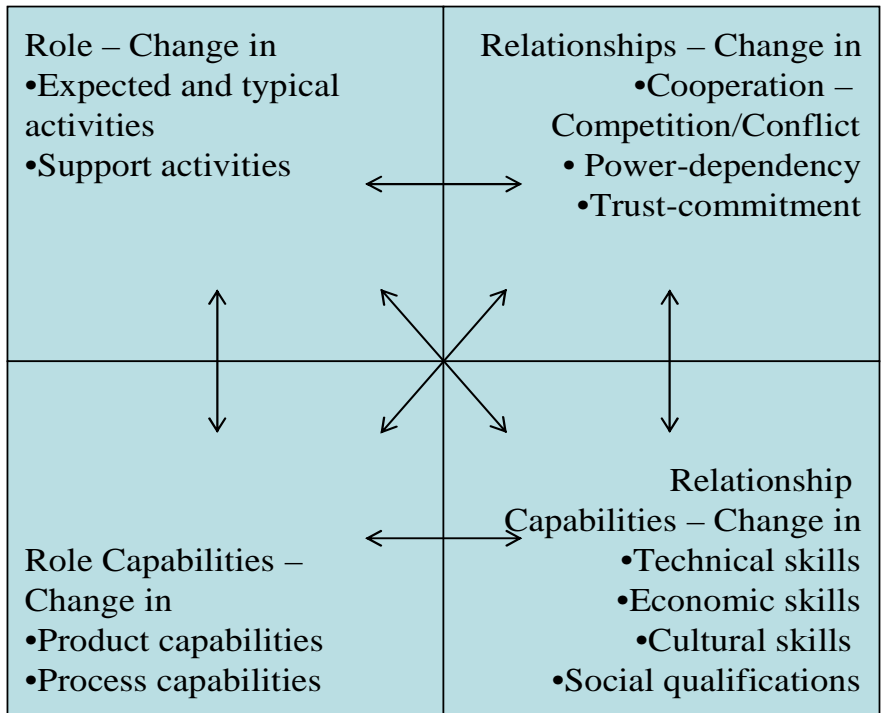 Role – Change in
•Expected and typical
activities
•Support activities
Relationships – Change in
•Cooperation –
Competition/Conflict
• Power-dependency
•Trust-commitment
Role Capabilities –
Change in
•Product capabilities
•Process capabilities
Relationship
Capabilities – Change in
•Technical skills
•Economic skills
•Cultural skills
•Social qualifications